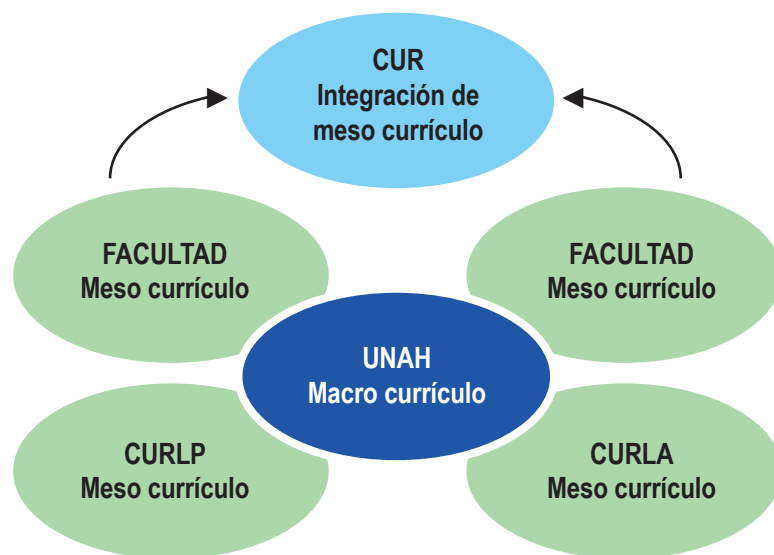 CUR
Integración de
meso currículo
FACULTAD
Meso currículo
FACULTAD
Meso currículo
UNAH
Macro currículo
CURLP
Meso currículo
CURLA
Meso currículo